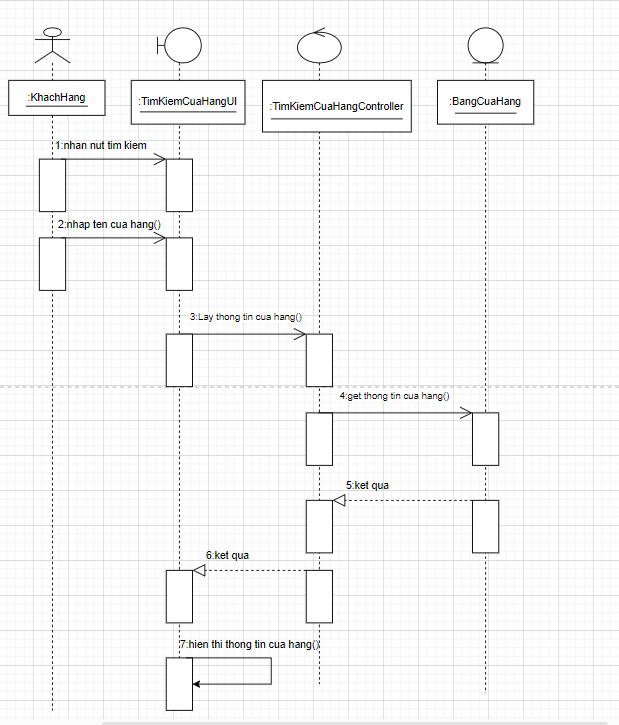 :KhachHang
:TimKiemCuaHangUI
:TimKiemCuaHangController
:BangCuaHang
1:nhan nut tim kiem
2:nhap ten cua hang()
3:Lay thong tin cua hang()
4:get thong tin cua hang()
5:ket qua
6:ket qua
7:hien thi thong tin cua hang()